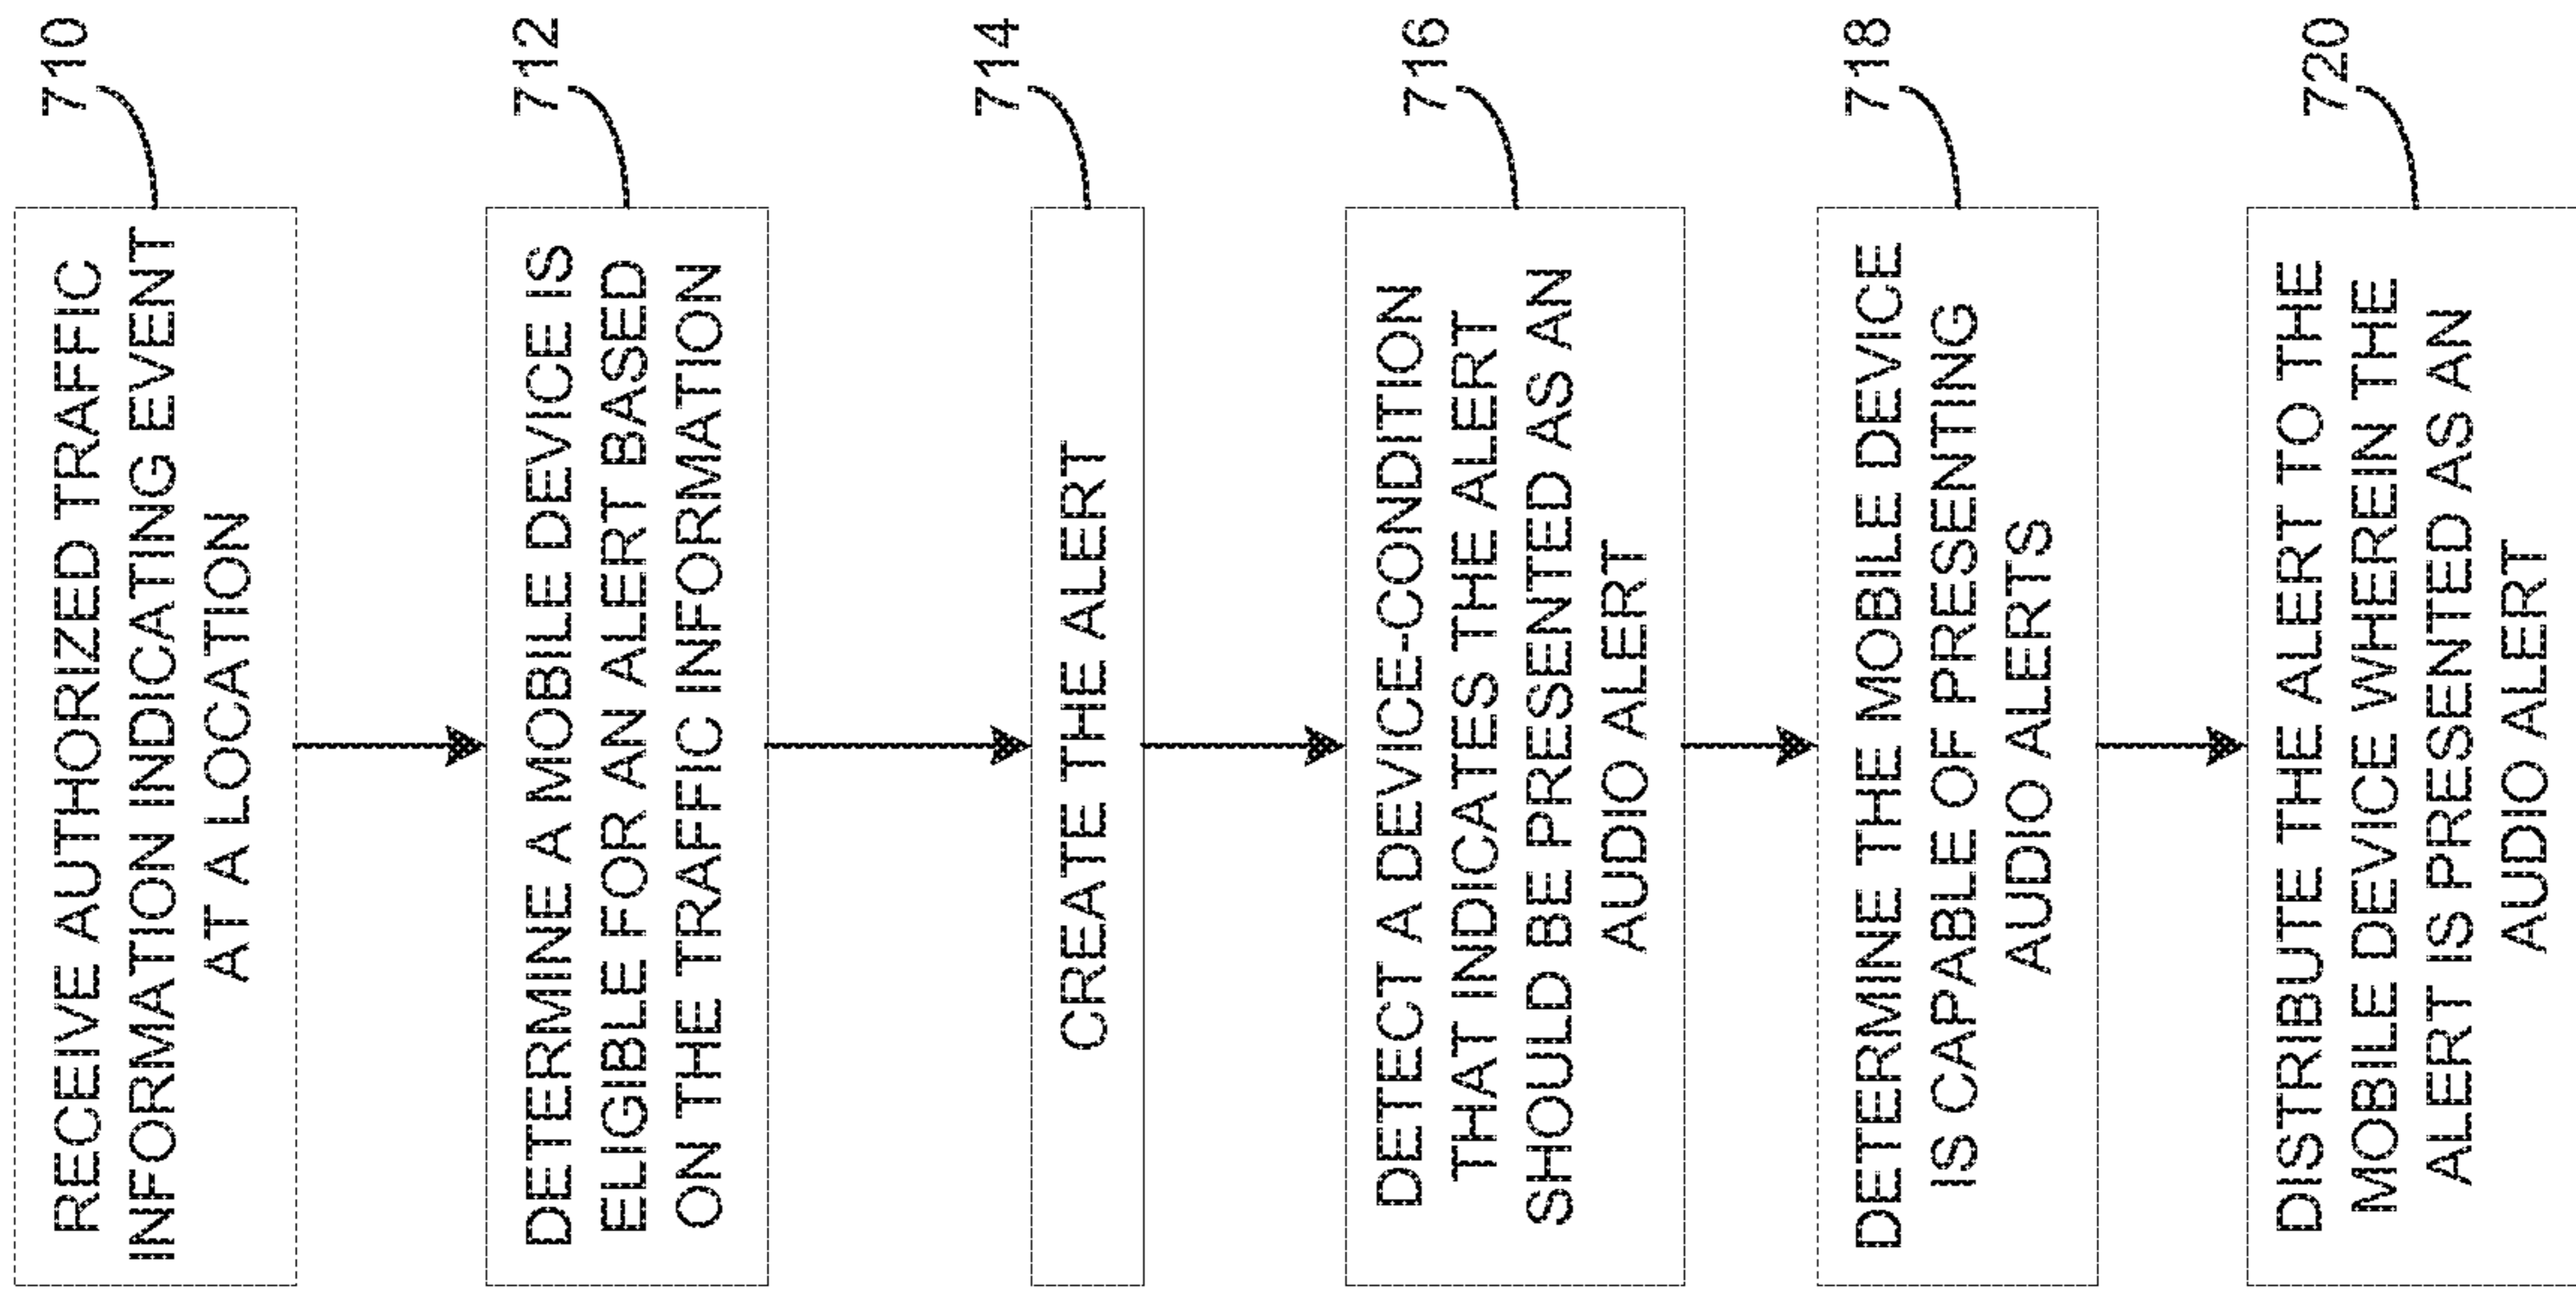 710
RECEIVE AUTHORIZED TRAFFIC
INFORMATION INDICATING EVENT
AT A LOCATION
712
DETERMINE A MOBILE DEVICE IS
ELIGIBLE FOR AN ALERT BASED
ON THE TRAFFIC INFORMATION
714
CREATE THE ALERT
716
DETECT A DEVICE-CONDITION
THAT INDICATES THE ALERT
SHOULD BE PRESENTED AS AN
AUDIO ALERT
718
DETERMINE THE MOBILE DEVICE
IS CAPABLE OF PRESENTING
AUDIO ALERTS
720
DISTRIBUTE THE ALERT TO THE
MOBILE DEVICE WHEREIN THE
ALERT IS PRESENTED AS AN
AUDIO ALERT